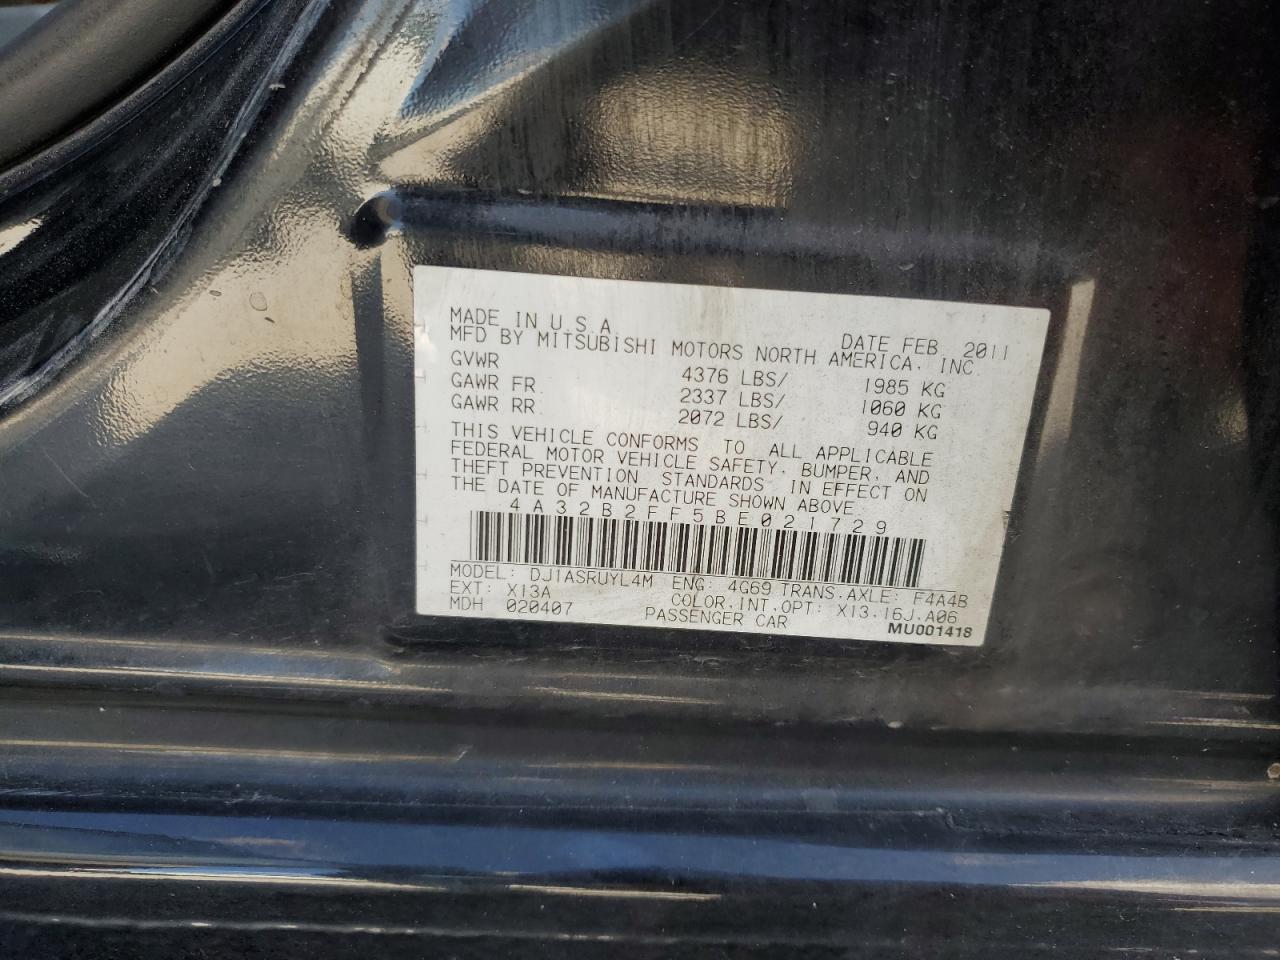 MADE IN U.S.A. DATE FEB. 2011
MFD BY MITSUBISHI MOTORS NORTH AMERICA, INC.
GVWR 4376 LBS/ 1985 KG
GAWR FR. 2337 LBS/ 1060 KG
GAWR RR. 2072 LBS/ 940 KG
THIS VEHICLE CONFORMS TO ALL APPLICABLE
FEDERAL MOTOR VEHICLE SAFETY, BUMPER, AND
THEFT PREVENTION STANDARDS IN EFFECT ON
THE DATE OF MANUFACTURE SHOWN ABOVE.
4A32B2FF5BE021729
MODEL: DJ1ASRUYL4M ENG: 4G69 TRANS.AXLE: F4A4B
EXT: X13A COLOR.INT.OPT: X13.16J.A06
MDH 020407 PASSENGER CAR
MU001418